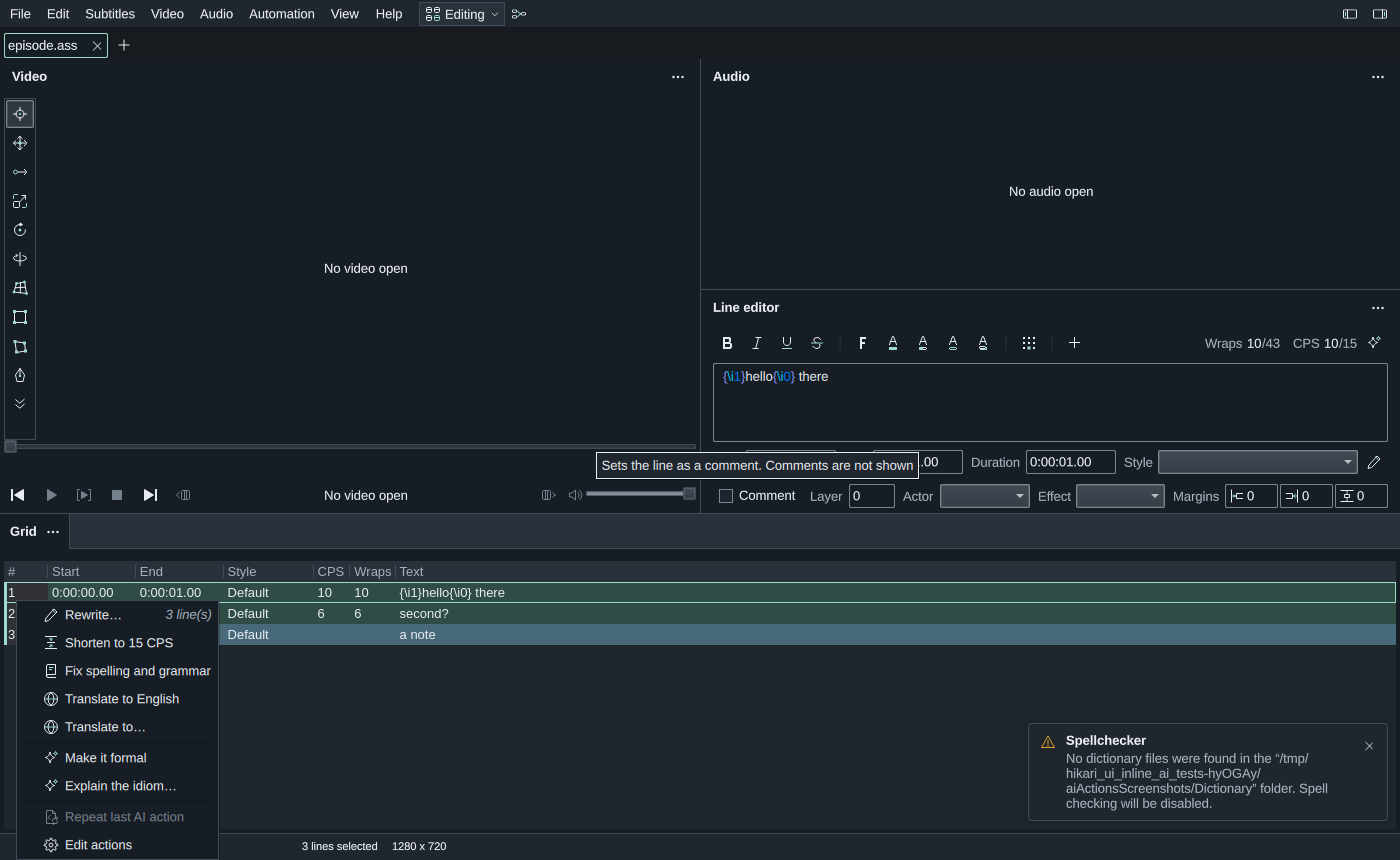 File Edit Subtitles Video Audio Automation View Help Editing
episode.ass
Video
No video open
No video open
Audio
No audio open
Line editor
B I U S F A A A A Wraps 10/43 CPS 10/15
{\i1}hello{\i0} there
Sets the line as a comment. Comments are not shown
.00 Duration 0:00:01.00 Style
Comment Layer 0 Actor Effect Margins 0 0 0
Grid
# Start End Style CPS Wraps Text
1 0:00:00.00 0:00:01.00 Default 10 10 {\i1}hello{\i0} there
2 Default 6 6 second?
3 Default a note
Rewrite… 3 line(s)
Shorten to 15 CPS
Fix spelling and grammar
Translate to English
Translate to…
Make it formal
Explain the idiom…
Repeat last AI action
Edit actions
Spellchecker
No dictionary files were found in the “/tmp/
hikari_ui_inline_ai_tests-hyOGAy/
aiActionsScreenshots/Dictionary” folder. Spell
checking will be disabled.
3 lines selected 1280 x 720